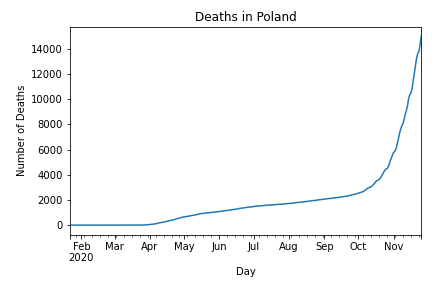 Deaths in Poland
Number of Deaths
14000
12000
10000
8000
6000
4000
2000
0
Feb Mar Apr May Jun Jul Aug Sep Oct Nov
2020
Day